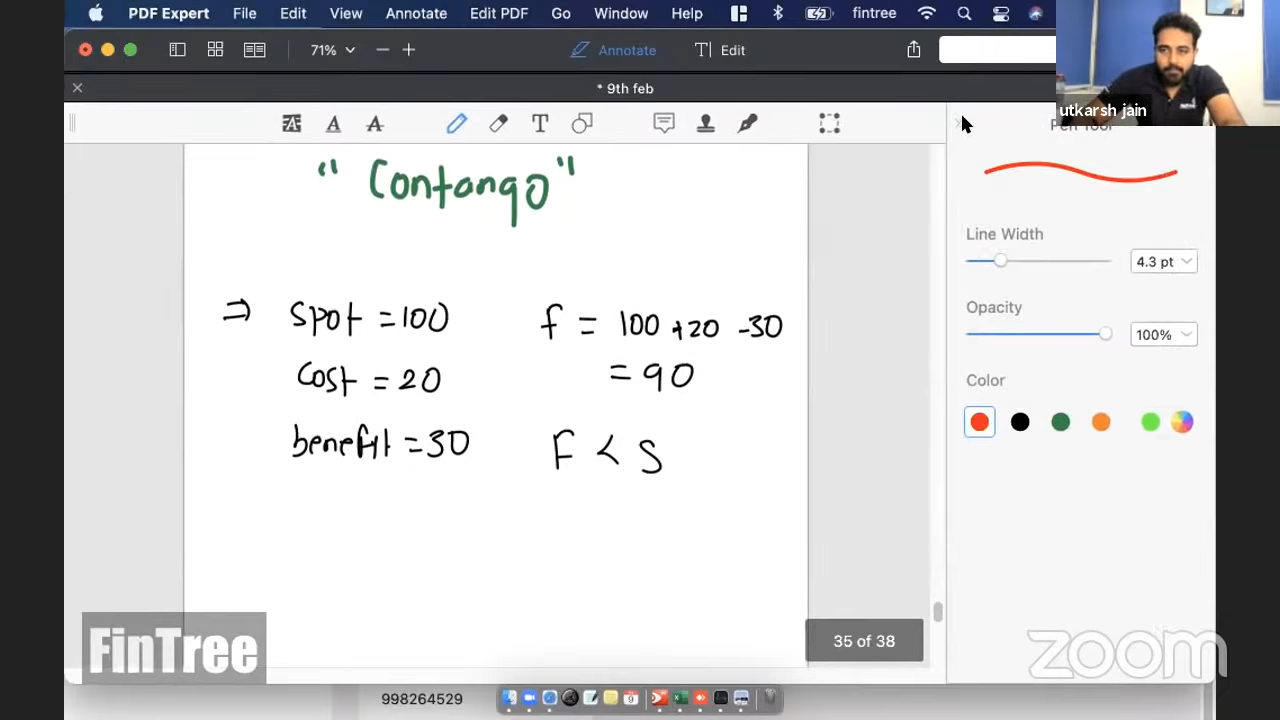 PDF Expert File Edit View Annotate Edit PDF Go Window Help fintree
71% Annotate T Edit
* 9th feb
utkarsh jain
Pen Tool
"Contango"
Line Width
4.3 pt
⇒ Spot = 100 f = 100 +20 -30
Opacity
100%
Cost = 20 = 90
Color
benefit = 30 F < S
FinTree
35 of 38
zoom
998264529